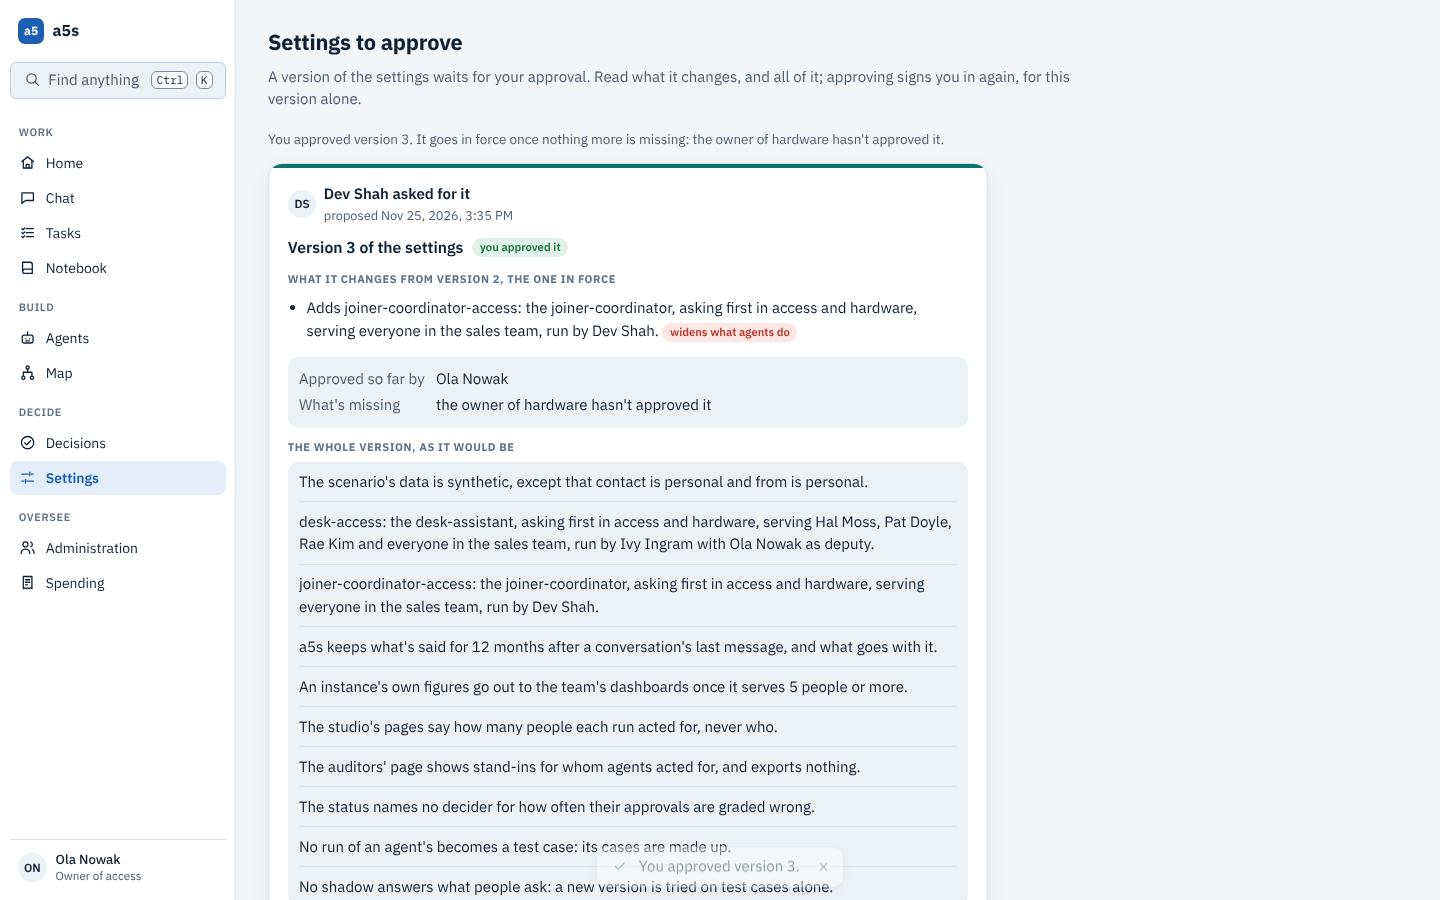 a5 a5s
Find anything Ctrl K
WORK
Home
Chat
Tasks
Notebook
BUILD
Agents
Map
DECIDE
Decisions
Settings
OVERSEE
Administration
Spending
ON Ola Nowak
Owner of access
Settings to approve
A version of the settings waits for your approval. Read what it changes, and all of it; approving signs you in again, for this
version alone.
You approved version 3. It goes in force once nothing more is missing: the owner of hardware hasn't approved it.
DS Dev Shah asked for it
proposed Nov 25, 2026, 3:35 PM
Version 3 of the settings you approved it
WHAT IT CHANGES FROM VERSION 2, THE ONE IN FORCE
• Adds joiner-coordinator-access: the joiner-coordinator, asking first in access and hardware,
serving everyone in the sales team, run by Dev Shah. widens what agents do
Approved so far by Ola Nowak
What's missing the owner of hardware hasn't approved it
THE WHOLE VERSION, AS IT WOULD BE
The scenario's data is synthetic, except that contact is personal and from is personal.
desk-access: the desk-assistant, asking first in access and hardware, serving Hal Moss, Pat Doyle,
Rae Kim and everyone in the sales team, run by Ivy Ingram with Ola Nowak as deputy.
joiner-coordinator-access: the joiner-coordinator, asking first in access and hardware, serving
everyone in the sales team, run by Dev Shah.
a5s keeps what's said for 12 months after a conversation's last message, and what goes with it.
An instance's own figures go out to the team's dashboards once it serves 5 people or more.
The studio's pages say how many people each run acted for, never who.
The auditors' page shows stand-ins for whom agents acted for, and exports nothing.
The status names no decider for how often their approvals are graded wrong.
No run of an agent's becomes a test case: its cases are made up.
You approved version 3. ×
No shadow answers what people ask: a new version is tried on test cases alone.